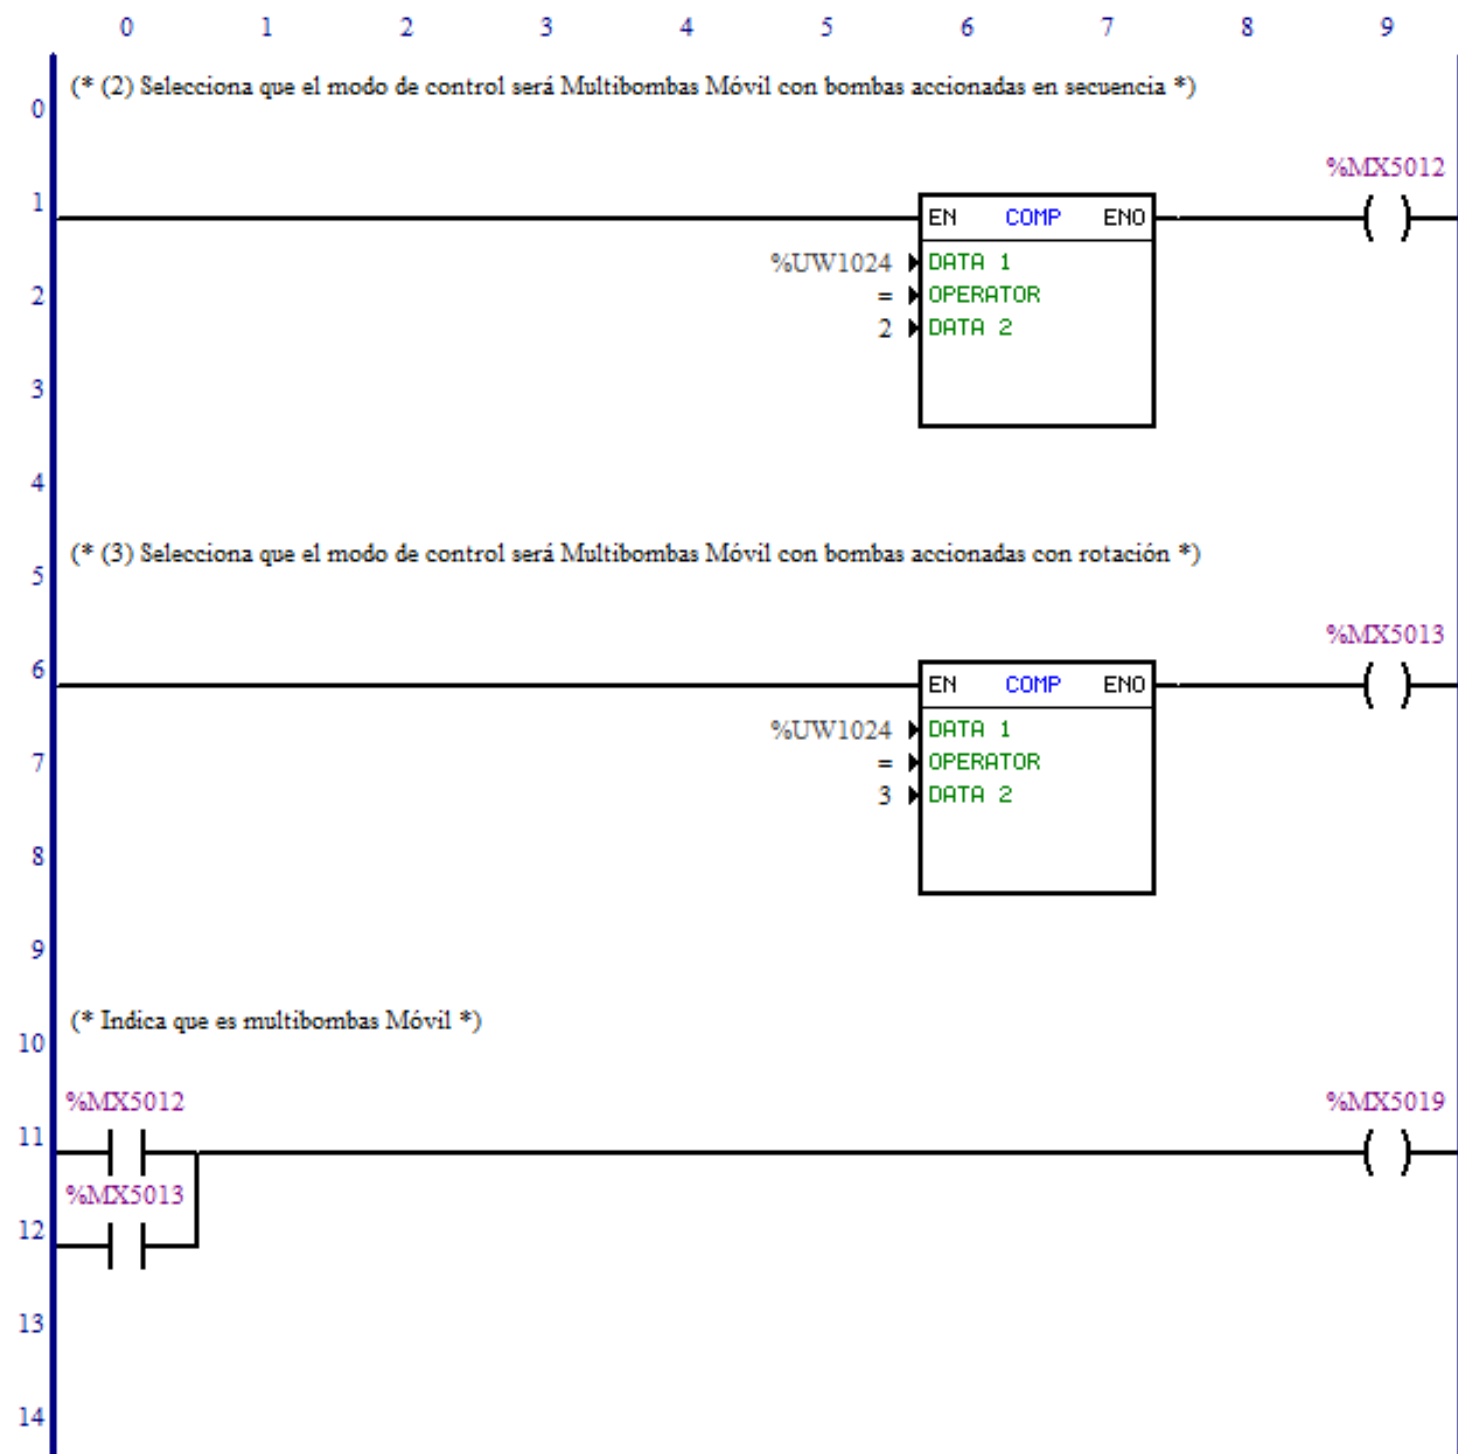 0 1 2 3 4 5 6 7 8 9
(* (2) Selecciona que el modo de control será Multibombas Móvil con bombas accionadas en secuencia *)
0
%MX5012
1
EN COMP ENO
%UW1024 DATA 1
2
= OPERATOR
2 DATA 2
3
4
(* (3) Selecciona que el modo de control será Multibombas Móvil con bombas accionadas con rotación *)
5
%MX5013
6
EN COMP ENO
%UW1024 DATA 1
7
= OPERATOR
3 DATA 2
8
9
(* Indica que es multibombas Móvil *)
10
%MX5012 %MX5019
11
%MX5013
12
13
14